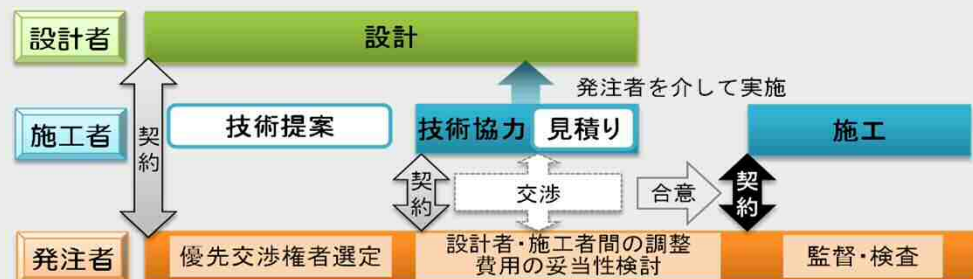 設計者
設計
発注者を介して実施
施工者
契約
技術提案
技術協力
見積り
施工
契約
交渉
合意
契約
発注者
優先交渉権者選定
設計者・施工者間の調整
費用の妥当性検討
監督・検査